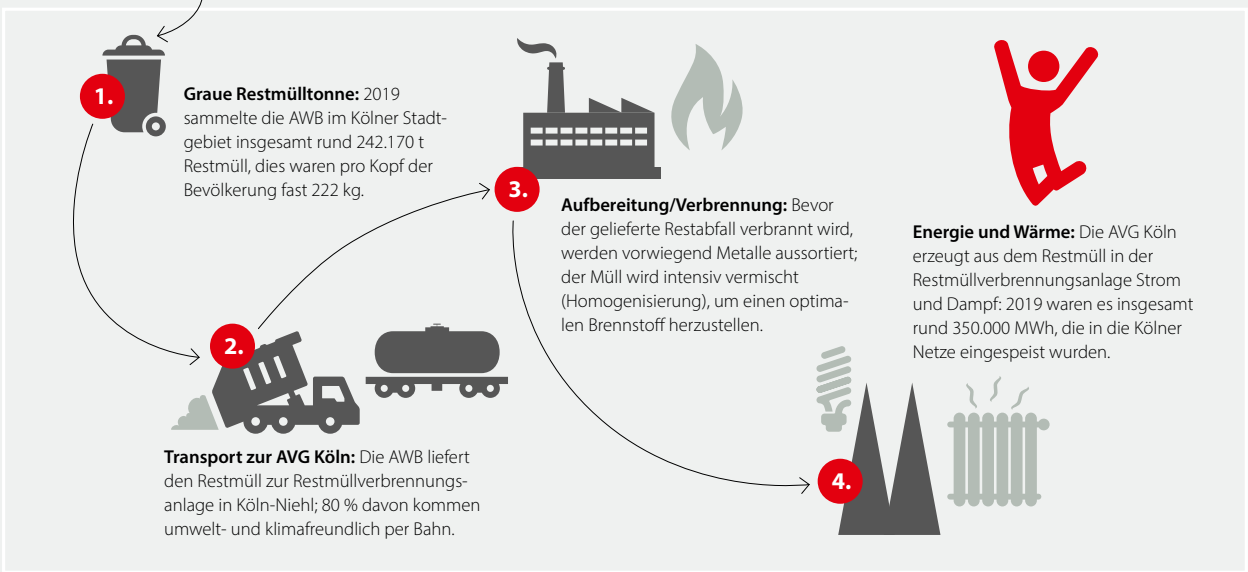 1.
Graue Restmülltonne: 2019
sammelte die AWB im Kölner Stadt-
gebiet insgesamt rund 242.170 t
Restmüll, dies waren pro Kopf der
Bevölkerung fast 222 kg.
2.
Transport zur AVG Köln: Die AWB liefert
den Restmüll zur Restmüllverbrennungs-
anlage in Köln-Niehl; 80 % davon kommen
umwelt- und klimafreundlich per Bahn.
3.
Aufbereitung/Verbrennung: Bevor
der gelieferte Restabfall verbrannt wird,
werden vorwiegend Metalle aussortiert;
der Müll wird intensiv vermischt
(Homogenisierung), um einen optima-
len Brennstoff herzustellen.
4.
Energie und Wärme: Die AVG Köln
erzeugt aus dem Restmüll in der
Restmüllverbrennungsanlage Strom
und Dampf: 2019 waren es insgesamt
rund 350.000 MWh, die in die Kölner
Netze eingespeist wurden.